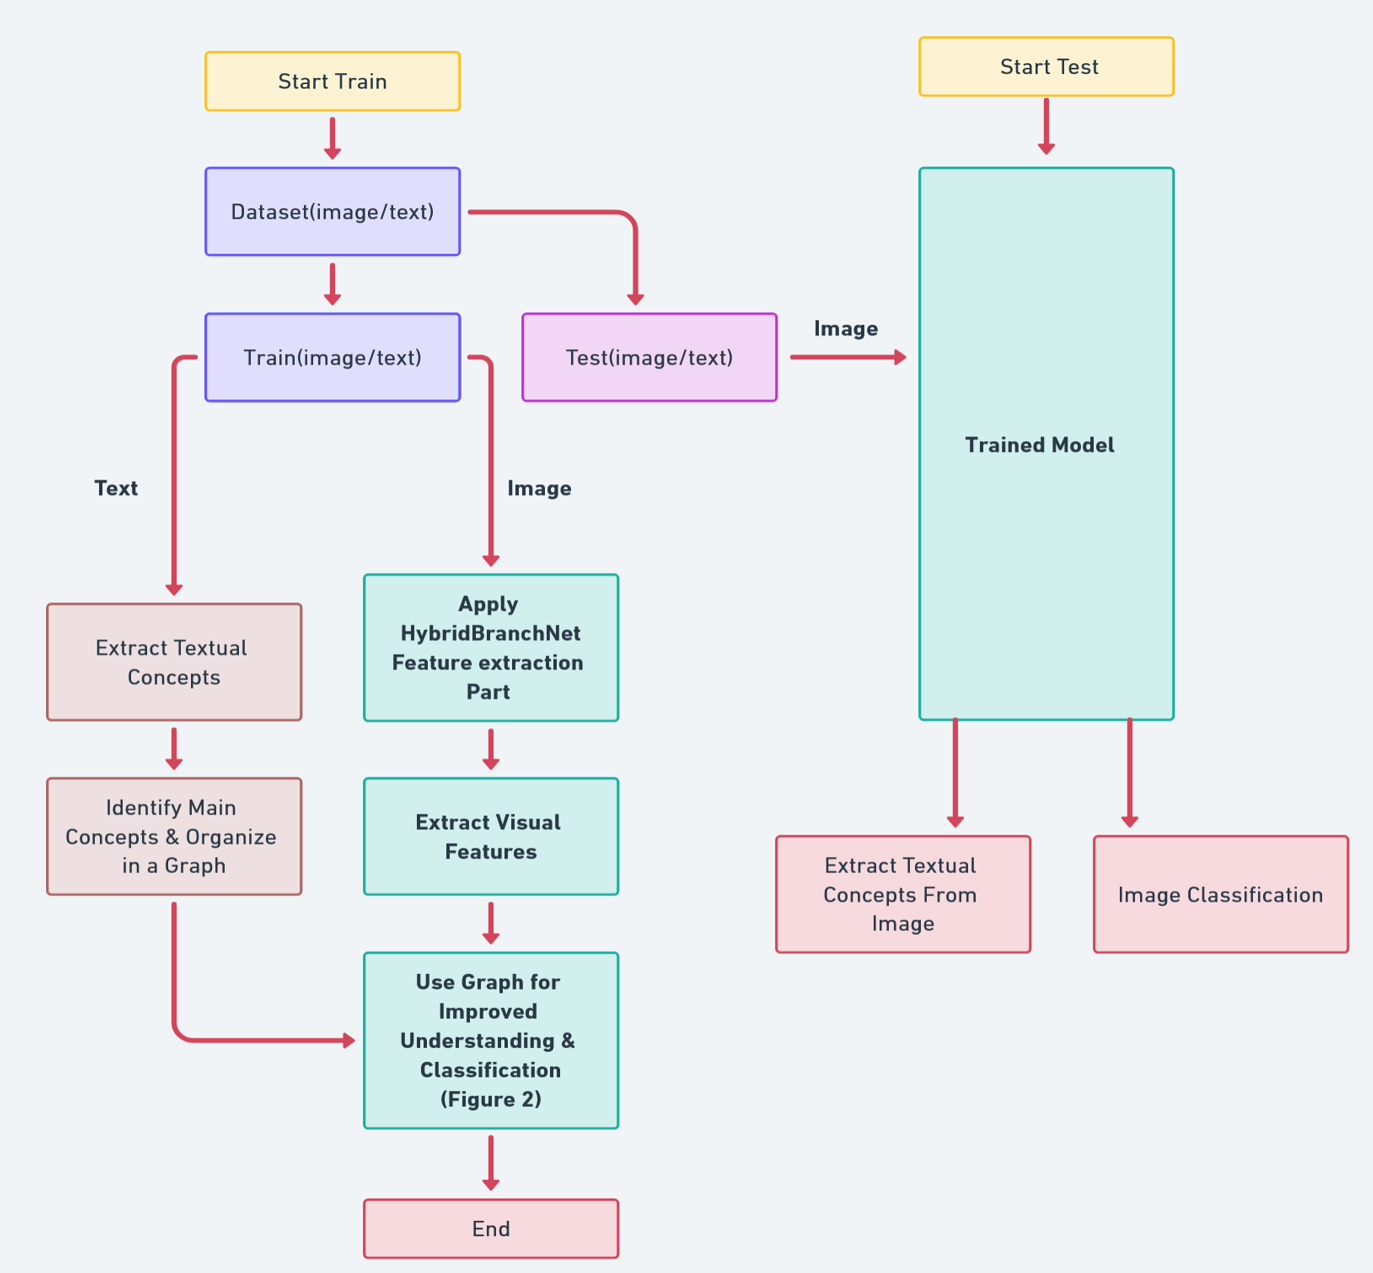 Start Train
Start Test
Dataset(image/text)
Train(image/text)
Test(image/text)
Image
Trained Model
Text
Image
Extract Textual
Concepts
Apply
HybridBranchNet
Feature extraction
Part
Identify Main
Concepts & Organize
in a Graph
Extract Visual
Features
Extract Textual
Concepts From
Image
Image Classification
Use Graph for
Improved
Understanding &
Classification
(Figure 2)
End